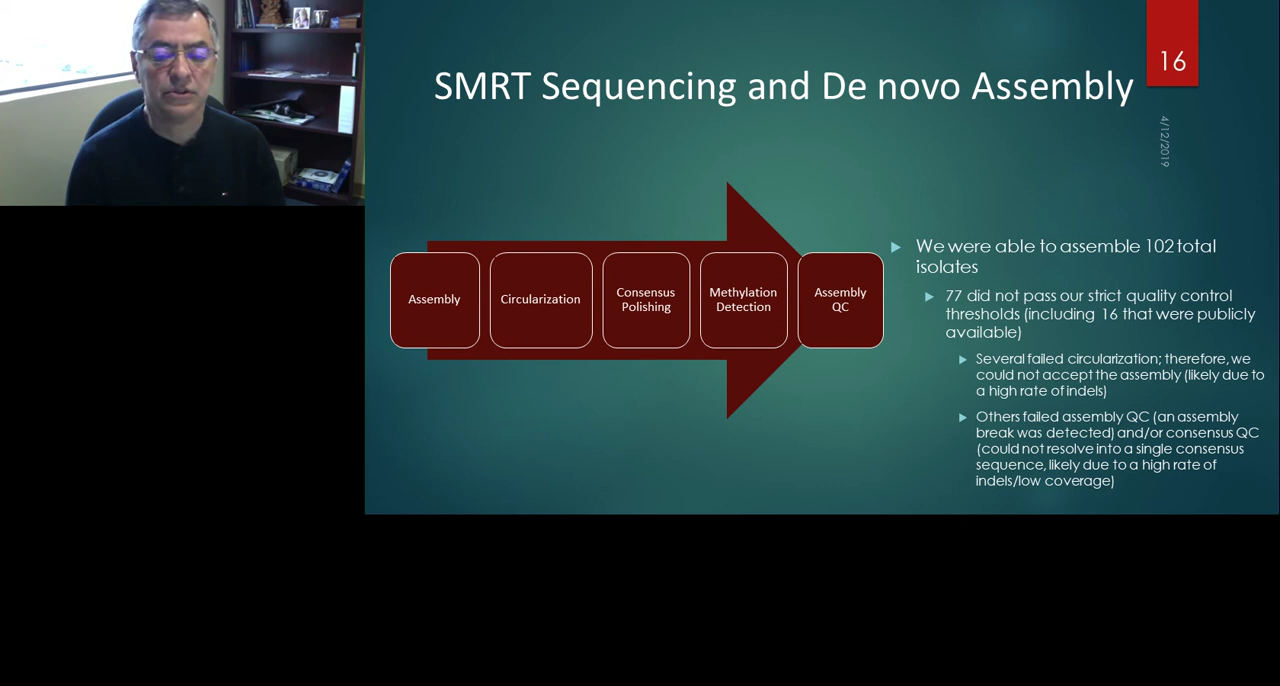 16
SMRT Sequencing and De novo Assembly
4/12/2019
Assembly
Circularization
Consensus
Polishing
Methylation
Detection
Assembly
QC
We were able to assemble 102 total
isolates
77 did not pass our strict quality control
thresholds (including 16 that were publicly
available)
Several failed circularization; therefore, we
could not accept the assembly (likely due to
a high rate of indels)
Others failed assembly QC (an assembly
break was detected) and/or consensus QC
(could not resolve into a single consensus
sequence, likely due to a high rate of
indels/low coverage)